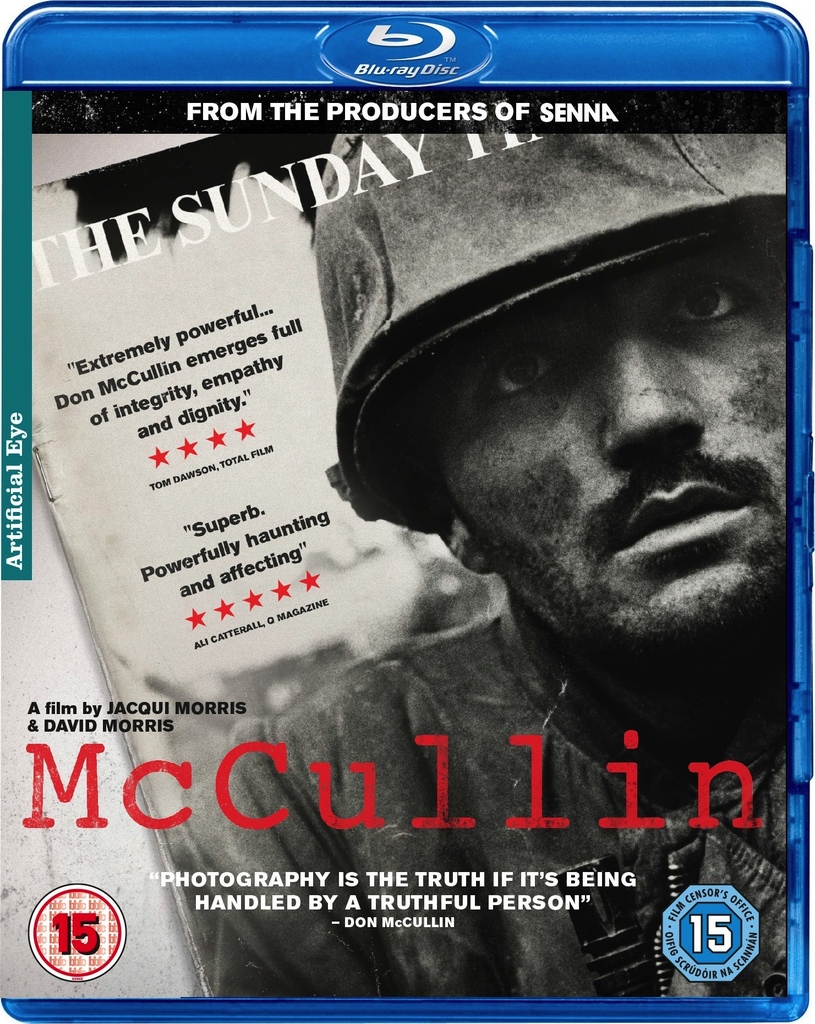 Blu-ray Disc
TM
FROM THE PRODUCERS OF SENNA
THE SUNDAY TI
"Extremely powerful...
Don McCullin emerges full
of integrity, empathy
and dignity."
TOM DAWSON, TOTAL FILM
"Superb.
Powerfully haunting
and affecting"
ALI CATTERALL, Q MAGAZINE
Artificial Eye
A film by JACQUI MORRIS
& DAVID MORRIS
McCullin
“PHOTOGRAPHY IS THE TRUTH IF IT’S BEING
HANDLED BY A TRUTHFUL PERSON”
– DON McCULLIN
15
FILM CENSOR'S OFFICE
15
OIFIG SCRÚDÓIR NA SCANNÁN